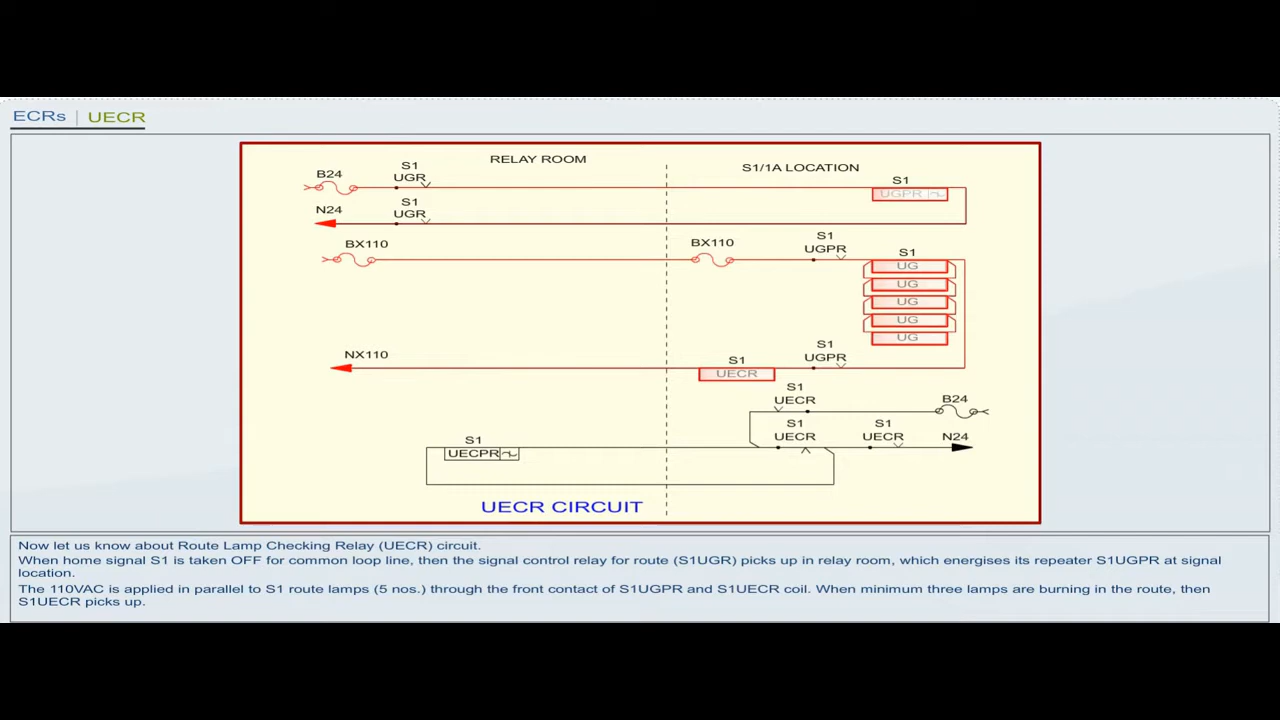 ECRs | UECR
RELAY ROOM
S1/1A LOCATION
B24
S1
UGR
S1
UGPR
N24
S1
UGR
BX110
BX110
S1
UGPR
S1
UG
UG
UG
UG
UG
NX110
S1
UECR
S1
UGPR
S1
UECR
B24
S1
UECR
S1
UECR
N24
S1
UECPR
UECR CIRCUIT
Now let us know about Route Lamp Checking Relay (UECR) circuit.
When home signal S1 is taken OFF for common loop line, then the signal control relay for route (S1UGR) picks up in relay room, which energises its repeater S1UGPR at signal
location.
The 110VAC is applied in parallel to S1 route lamps (5 nos.) through the front contact of S1UGPR and S1UECR coil. When minimum three lamps are burning in the route, then
S1UECR picks up.